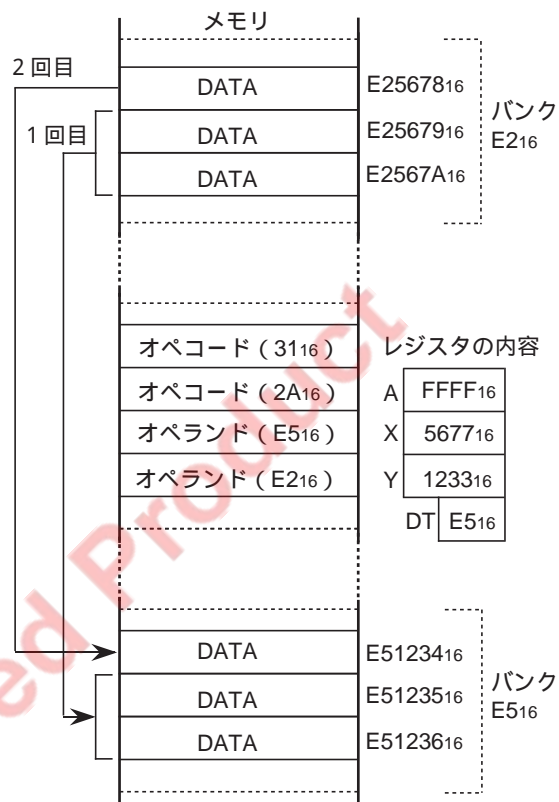 メモリ
2 回目
DATA
E2567816
バンク
E216
1 回目
DATA
E2567916
DATA
E2567A16
オペコード ( 3116 )
レジスタの内容
オペコード ( 2A16 )
A
FFFF16
オペランド ( E516 )
X
567716
オペランド ( E216 )
Y
123316
DT
E516
DATA
E5123416
バンク
E516
DATA
E5123516
DATA
E5123616
ed Product